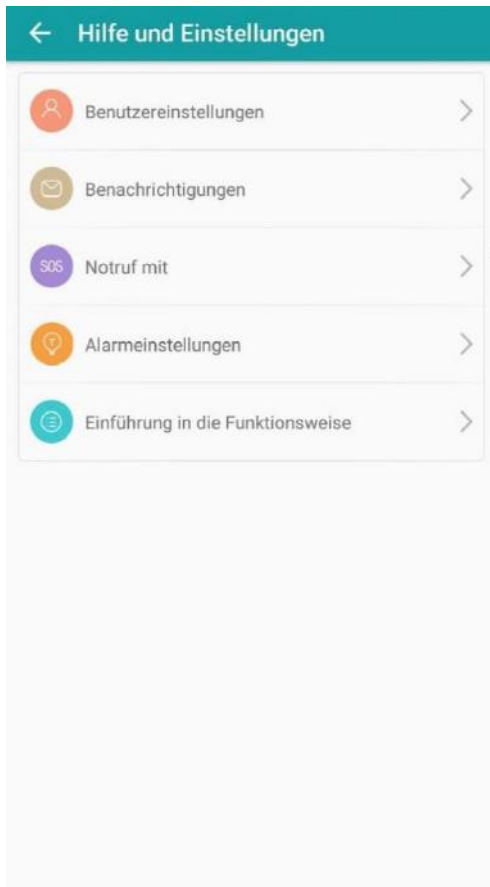 Hilfe und Einstellungen
Benutzereinstellungen
Benachrichtigungen
SOS Notruf mit
Alarmeinstellungen
Einführung in die Funktionsweise